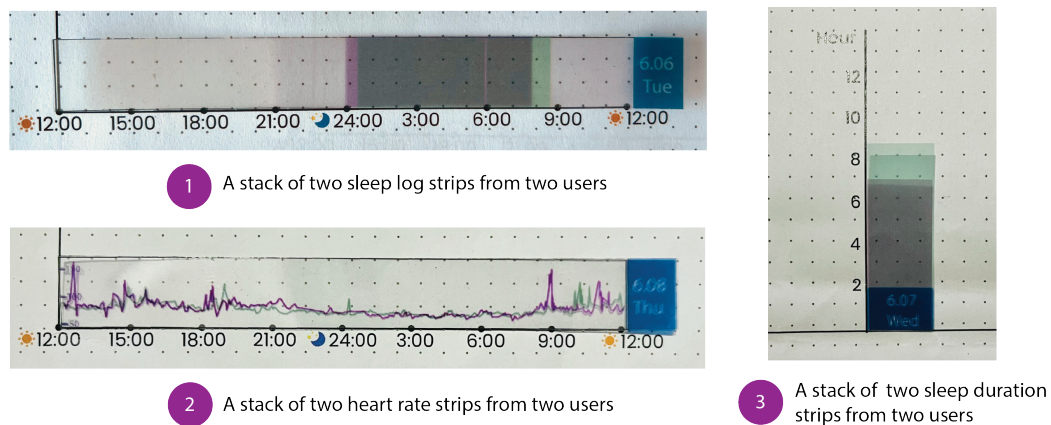 6.06
Tue
12:00 15:00 18:00 21:00 24:00 3:00 6:00 9:00 12:00
1 A stack of two sleep log strips from two users
100
50
6.08
Thu
12:00 15:00 18:00 21:00 24:00 3:00 6:00 9:00 12:00
2 A stack of two heart rate strips from two users
Hour
12
10
8
6
4
2
6.07
Wed
3 A stack of two sleep duration
strips from two users